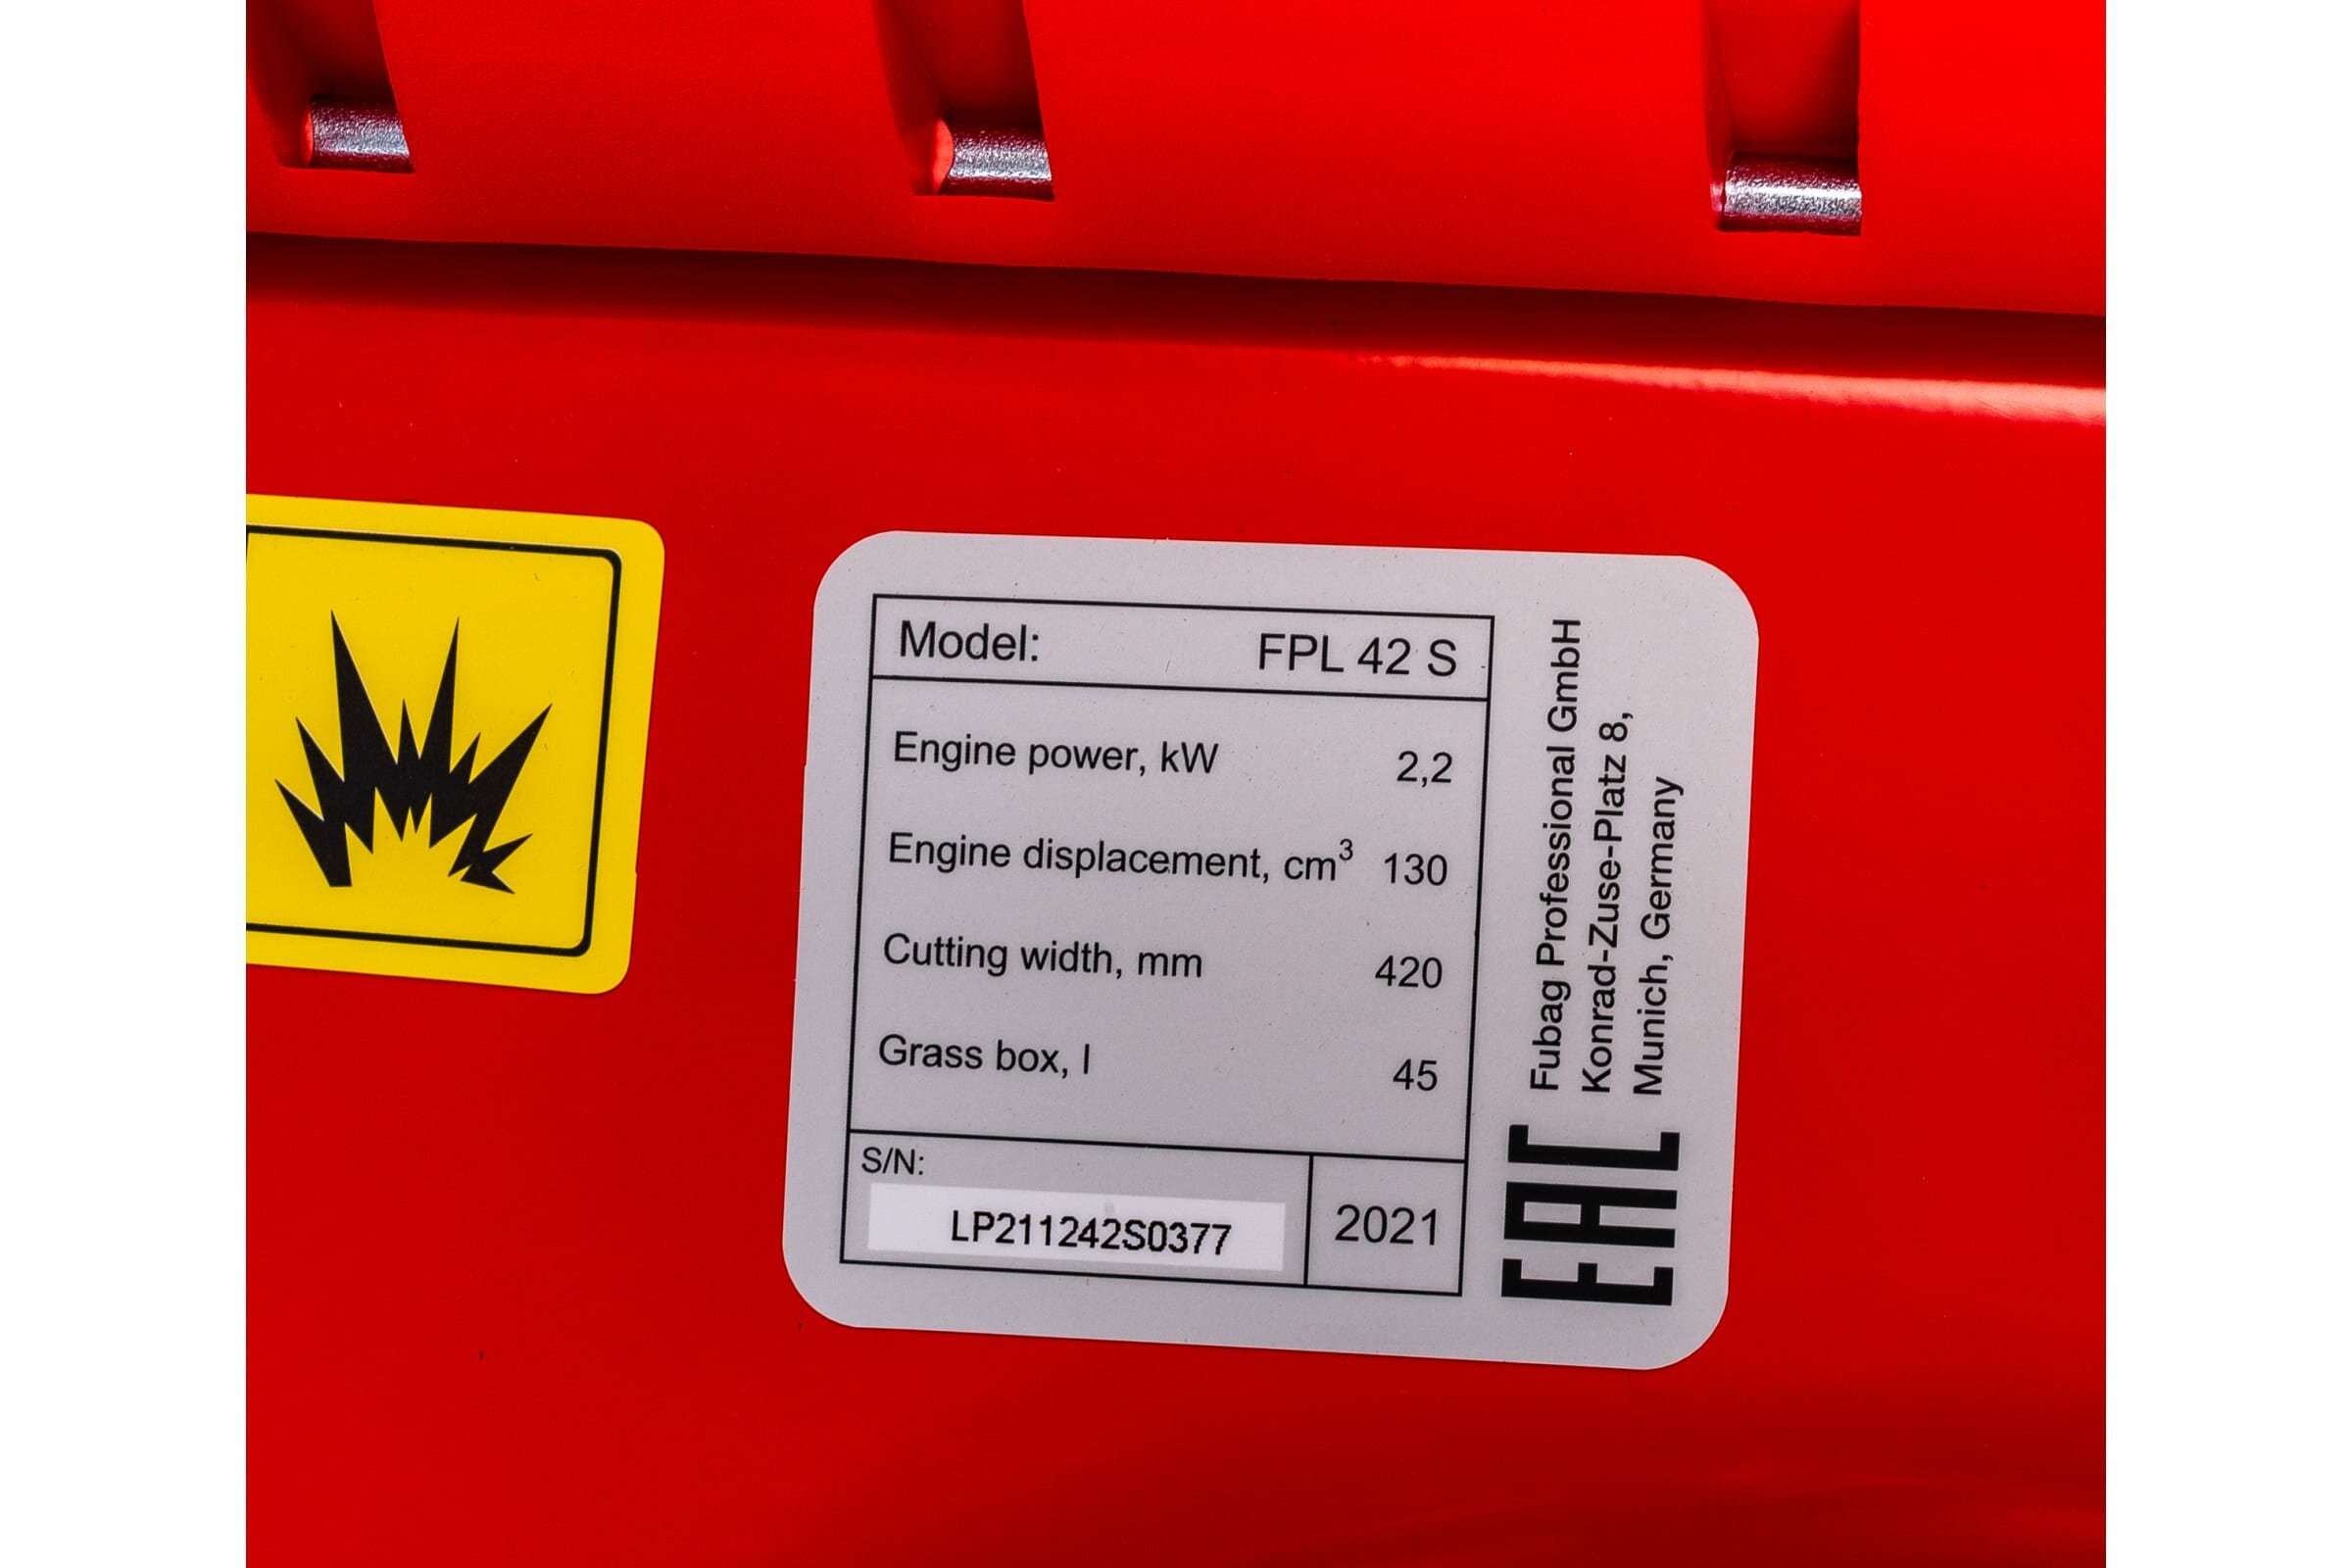 Model: FPL 42 S
Engine power, kW 2,2
Engine displacement, cm³ 130
Cutting width, mm 420
Grass box, l 45
S/N:
LP211242S0377
2021
Fubag Professional GmbH
Konrad-Zuse-Platz 8,
Munich, Germany
EAC